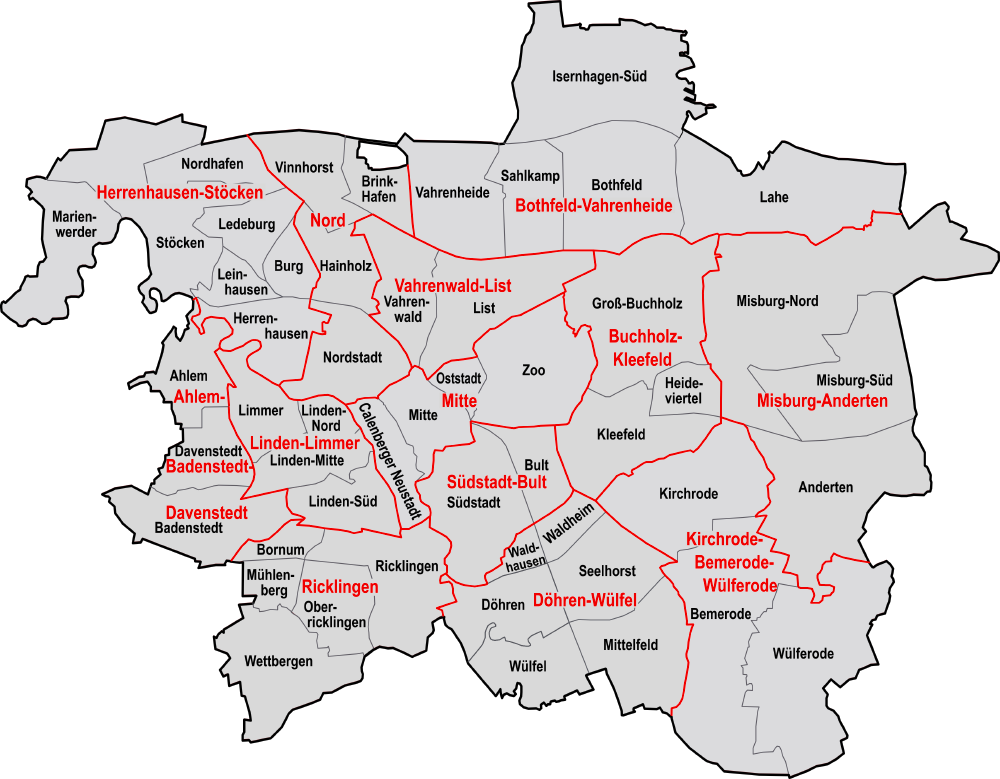 Isernhagen-Süd
Nordhafen
Vinnhorst
Brink-
Hafen
Vahrenheide
Sahlkamp
Bothfeld
Lahe
Herrenhausen-Stöcken
Bothfeld-Vahrenheide
Marien-
werder
Ledeburg
Nord
Stöcken
Burg
Hainholz
Lein-
hausen
Vahrenwald-List
Vahren-
wald
List
Groß-Buchholz
Misburg-Nord
Herren-
hausen
Nordstadt
Buchholz-
Kleefeld
Zoo
Oststadt
Heide-
viertel
Misburg-Süd
Misburg-Anderten
Ahlem
Ahlem-
Limmer
Linden-
Nord
Calenberger Neustadt
Mitte
Mitte
Linden-Limmer
Linden-Mitte
Kleefeld
Davenstedt
Badenstedt-
Bult
Südstadt-Bult
Südstadt
Kirchrode
Anderten
Linden-Süd
Davenstedt
Badenstedt
Waldheim
Wald-
hausen
Kirchrode-
Bemerode-
Wülferode
Bornum
Ricklingen
Mühlen-
berg
Ricklingen
Ober-
ricklingen
Seelhorst
Döhren
Döhren-Wülfel
Bemerode
Mittelfeld
Wülferode
Wettbergen
Wülfel